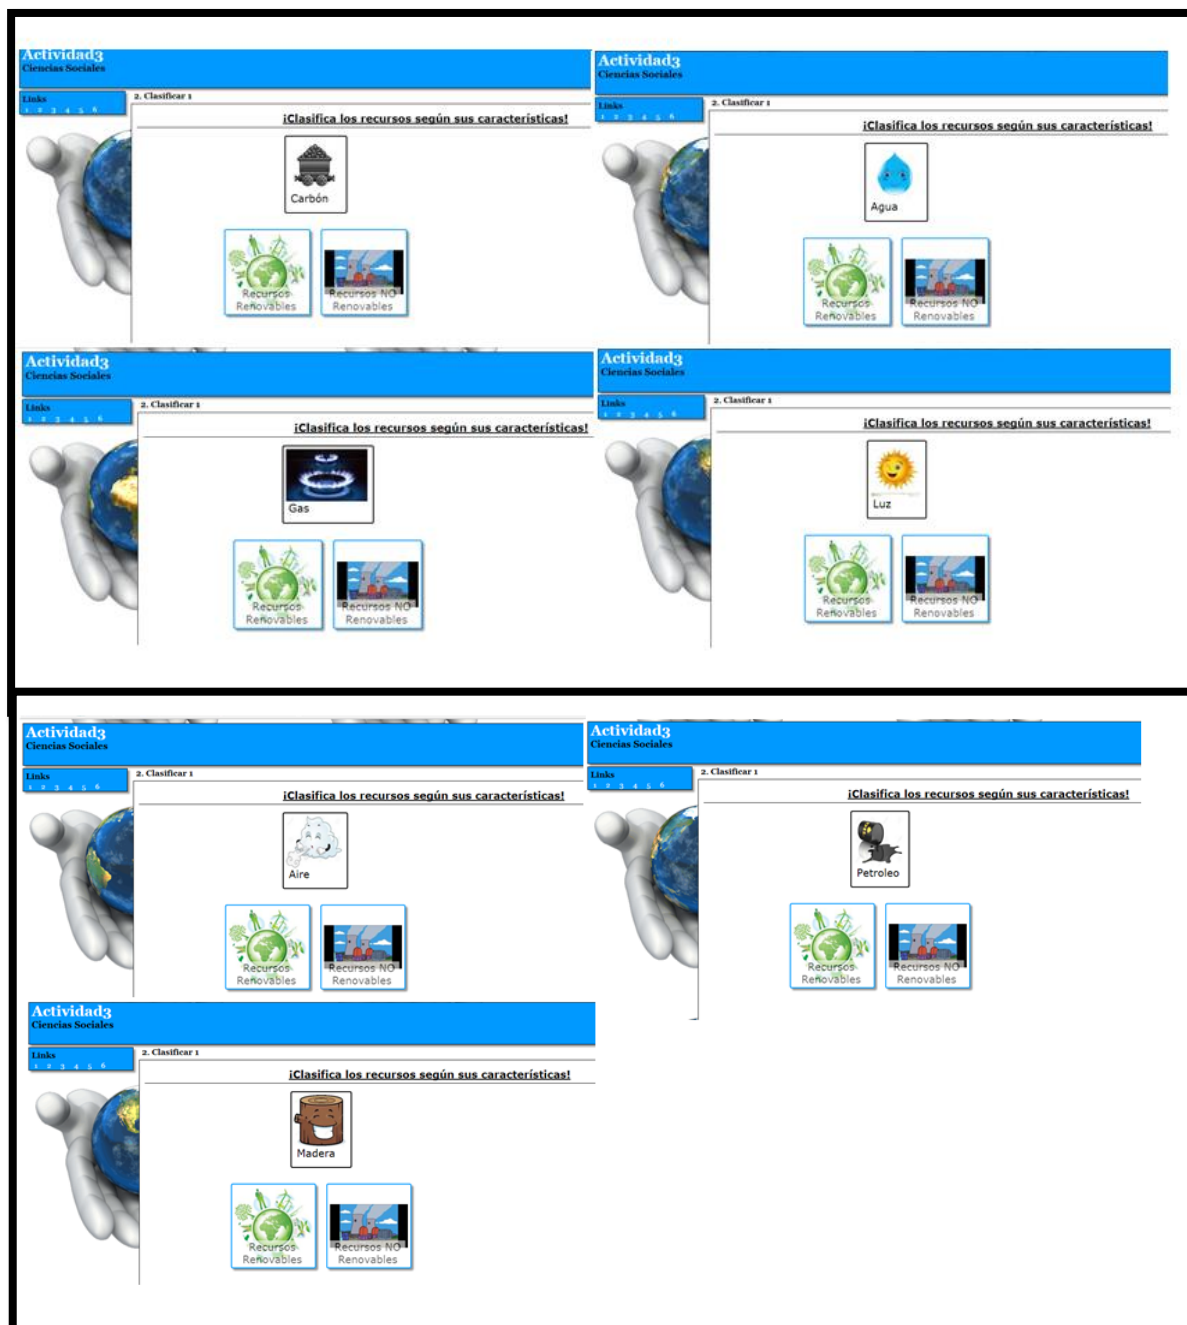 Actividad3
Ciencias Sociales
Links
1 2 3 4 5 6
2. Clasificar 1
¡Clasifica los recursos según sus características!
Carbón
Recursos Renovables
Recursos NO Renovables
Actividad3
Ciencias Sociales
Links
1 2 3 4 5 6
2. Clasificar 1
¡Clasifica los recursos según sus características!
Agua
Recursos Renovables
Recursos NO Renovables
Actividad3
Ciencias Sociales
Links
1 2 3 4 5 6
2. Clasificar 1
¡Clasifica los recursos según sus características!
Gas
Recursos Renovables
Recursos NO Renovables
Actividad3
Ciencias Sociales
Links
1 2 3 4 5 6
2. Clasificar 1
¡Clasifica los recursos según sus características!
Luz
Recursos Renovables
Recursos NO Renovables
Actividad3
Ciencias Sociales
Links
1 2 3 4 5 6
2. Clasificar 1
¡Clasifica los recursos según sus características!
Aire
Recursos Renovables
Recursos NO Renovables
Actividad3
Ciencias Sociales
Links
1 2 3 4 5 6
2. Clasificar 1
¡Clasifica los recursos según sus características!
Petroleo
Recursos Renovables
Recursos NO Renovables
Actividad3
Ciencias Sociales
Links
1 2 3 4 5 6
2. Clasificar 1
¡Clasifica los recursos según sus características!
Madera
Recursos Renovables
Recursos NO Renovables